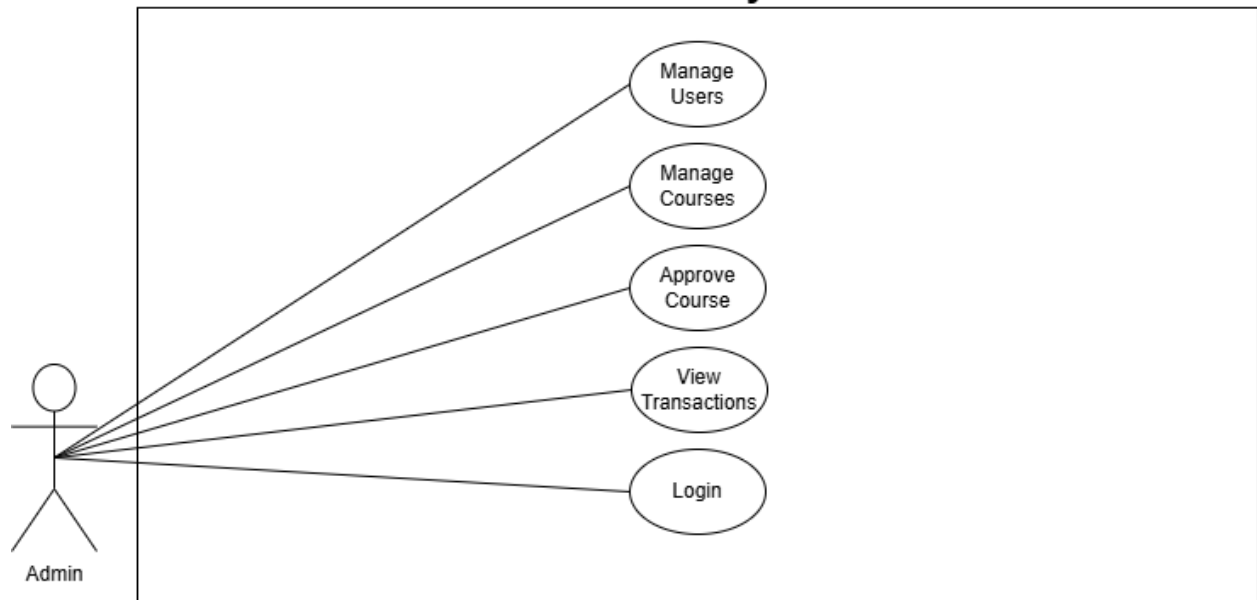 Manage
Users
Manage
Courses
Approve
Course
View
Transactions
Login
Admin